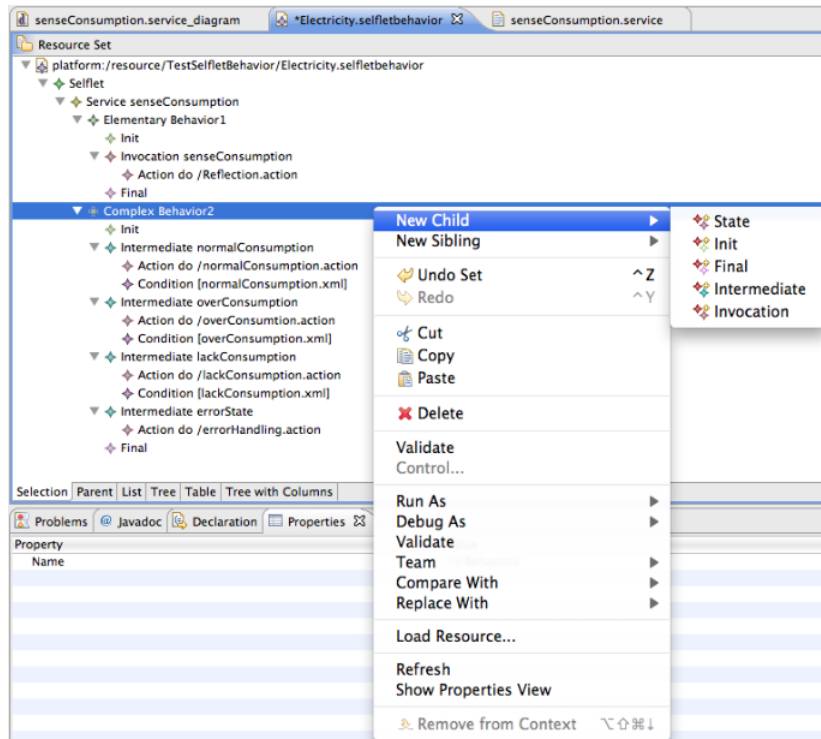 senseConsumption.service_diagram
*Electricity.selfletbehavior
senseConsumption.service
Resource Set
platform:/resource/TestSelfletBehavior/Electricity.selfletbehavior
Selflet
Service senseConsumption
Elementary Behavior1
Init
Invocation senseConsumption
Action do /Reflection.action
Final
Complex Behavior2
Init
Intermediate normalConsumption
Action do /normalConsumption.action
Condition [normalConsumption.xml]
Intermediate overConsumption
Action do /overConsumtion.action
Condition [overConsumption.xml]
Intermediate lackConsumption
Action do /lackConsumption.action
Condition [lackConsumption.xml]
Intermediate errorState
Action do /errorHandling.action
Final
New Child
New Sibling
Undo Set ^Z
Redo ^Y
Cut
Copy
Paste
Delete
Validate
Control...
Run As
Debug As
Validate
Team
Compare With
Replace With
Load Resource...
Refresh
Show Properties View
Remove from Context ⌥⇧⌘↓
State
Init
Final
Intermediate
Invocation
Selection Parent List Tree Table Tree with Columns
Problems @ Javadoc Declaration Properties
Property
Name